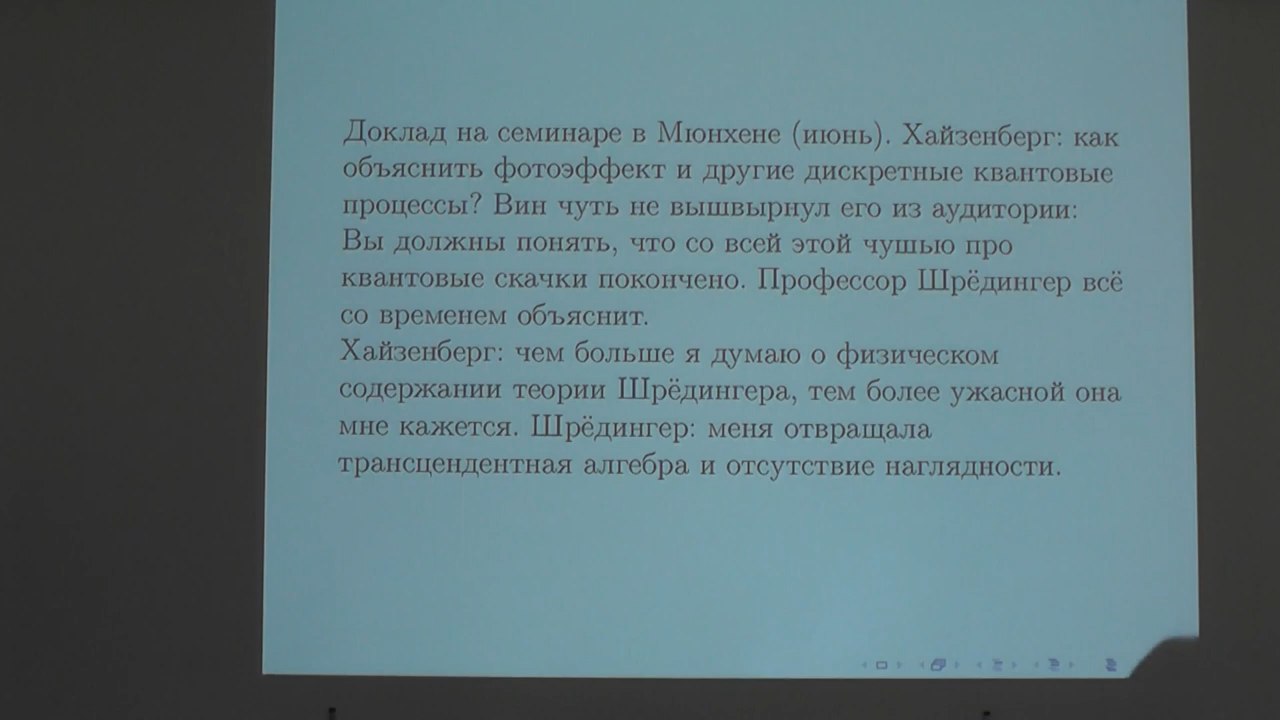 Доклад на семинаре в Мюнхене (июнь). Хайзенберг: как
объяснить фотоэффект и другие дискретные квантовые
процессы? Вин чуть не вышвырнул его из аудитории:
Вы должны понять, что со всей этой чушью про
квантовые скачки покончено. Профессор Шрёдингер всё
со временем объяснит.
Хайзенберг: чем больше я думаю о физическом
содержании теории Шрёдингера, тем более ужасной она
мне кажется. Шрёдингер: меня отвращала
трансцендентная алгебра и отсутствие наглядности.